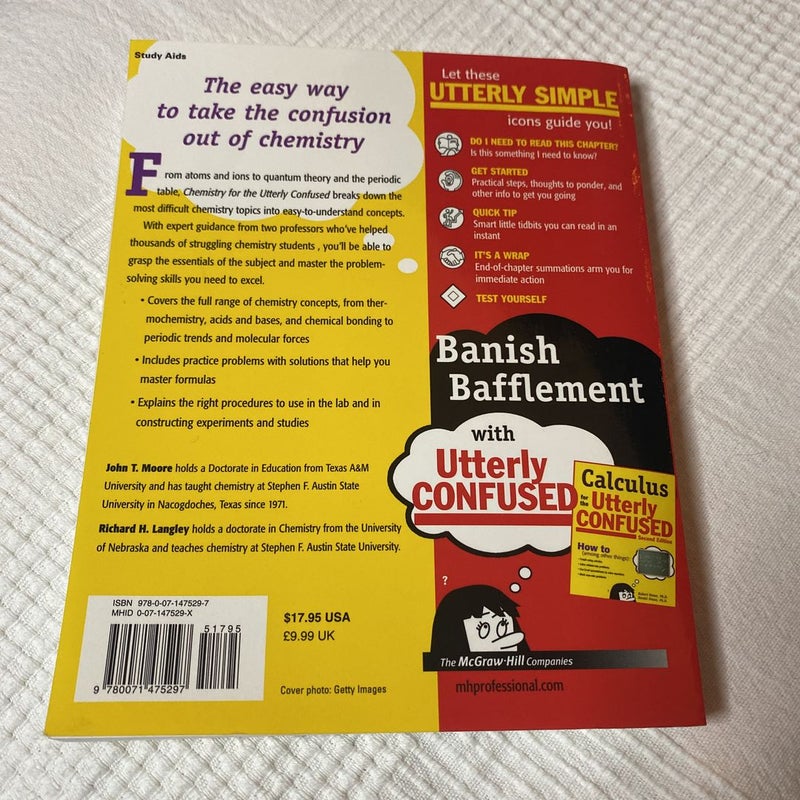 Study Aids
The easy way
to take the confusion
out of chemistry
From atoms and ions to quantum theory and the periodic
table, Chemistry for the Utterly Confused breaks down the
most difficult chemistry topics into easy-to-understand concepts.
With expert guidance from two professors who've helped
thousands of struggling chemistry students , you'll be able to
grasp the essentials of the subject and master the problem-
solving skills you need to excel.
• Covers the full range of chemistry concepts, from ther-
mochemistry, acids and bases, and chemical bonding to
periodic trends and molecular forces
• Includes practice problems with solutions that help you
master formulas
• Explains the right procedures to use in the lab and in
constructing experiments and studies
John T. Moore holds a Doctorate in Education from Texas A&M
University and has taught chemistry at Stephen F. Austin State
University in Nacogdoches, Texas since 1971.
Richard H. Langley holds a doctorate in Chemistry from the University
of Nebraska and teaches chemistry at Stephen F. Austin State University.
ISBN 978-0-07-147529-7
MHID 0-07-147529-X
51795
9 780071 475297
$17.95 USA
£9.99 UK
Cover photo: Getty Images
Let these
UTTERLY SIMPLE
icons guide you!
DO I NEED TO READ THIS CHAPTER?
Is this something I need to know?
GET STARTED
Practical steps, thoughts to ponder, and
other info to get you going
QUICK TIP
Smart little tidbits you can read in an
instant
IT'S A WRAP
End-of-chapter summations arm you for
immediate action
TEST YOURSELF
Banish
Bafflement
with
Utterly
CONFUSED
Calculus
for the Utterly
CONFUSED
Second Edition
How to
(among other things):
?
The McGraw·Hill Companies
mhprofessional.com